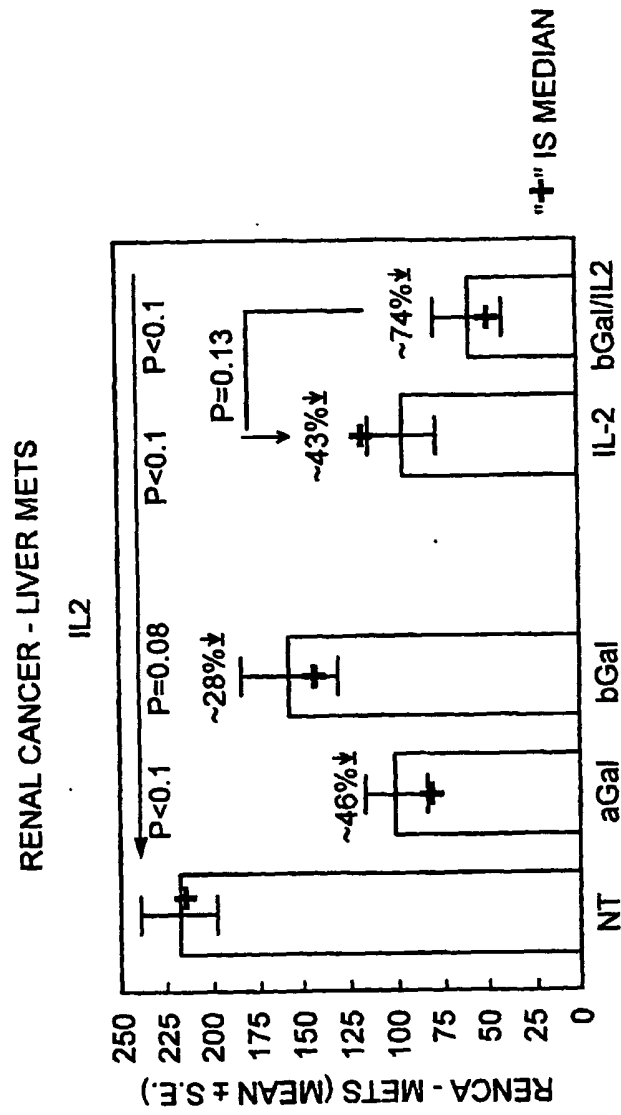 RENAL CANCER - LIVER METS
IL2
P<0.1 P=0.08 P<0.1 P<0.1
P=0.13
~46%↓ ~28%↓ ~43%↓ ~74%↓
RENCA - METS (MEAN ± S.E.)
250
225
200
175
150
125
100
75
50
25
0
NT aGal bGal IL-2 bGal/IL2
"+" IS MEDIAN